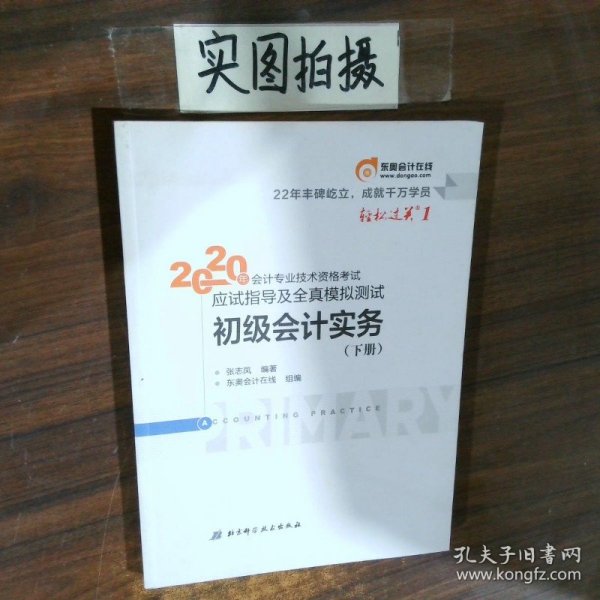 实图拍摄
东奥会计在线
www.dongao.com
22年丰碑屹立，成就千万学员
轻松过关®1
2020年会计专业技术资格考试
应试指导及全真模拟测试
初级会计实务
（下册）
张志凤 编著
东奥会计在线 组编
ACCOUNTING PRACTICE
PRIMARY
北京科学技术出版社
孔夫子旧书网
www.kongfz.com